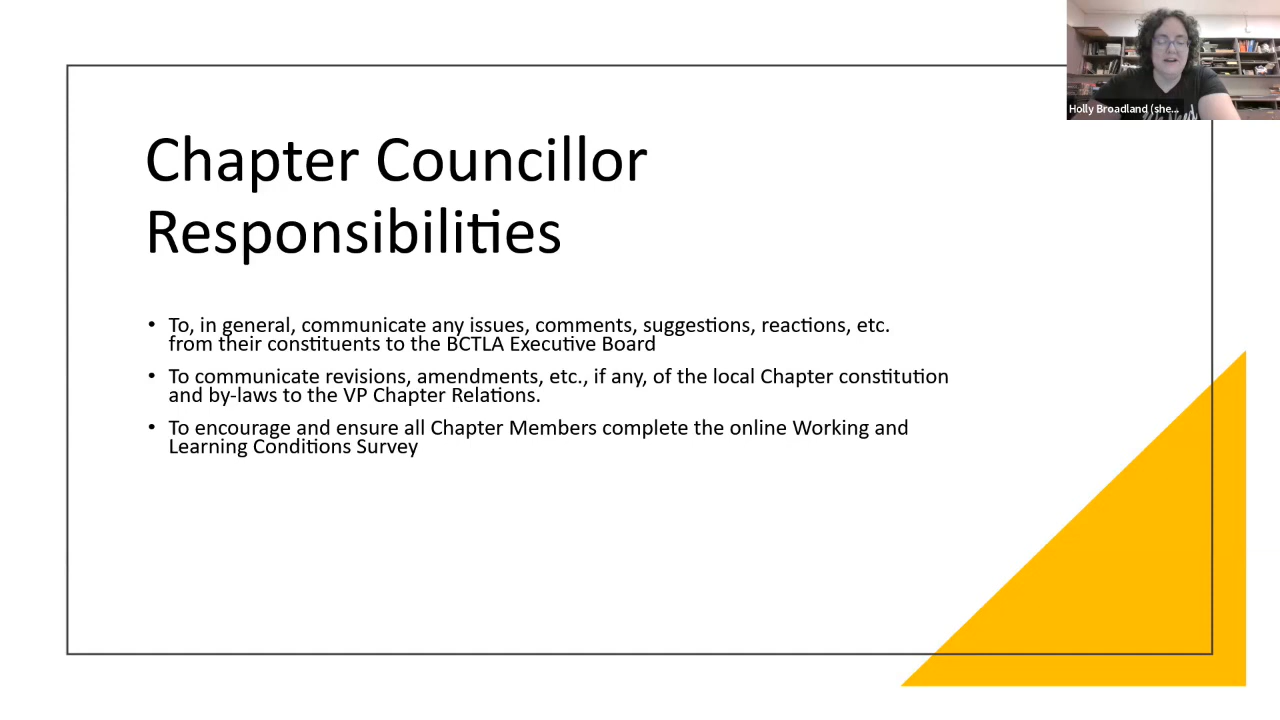 Holly Broadland (she...
Chapter Councillor
Responsibilities
• To, in general, communicate any issues, comments, suggestions, reactions, etc.
from their constituents to the BCTLA Executive Board
• To communicate revisions, amendments, etc., if any, of the local Chapter constitution
and by-laws to the VP Chapter Relations.
• To encourage and ensure all Chapter Members complete the online Working and
Learning Conditions Survey